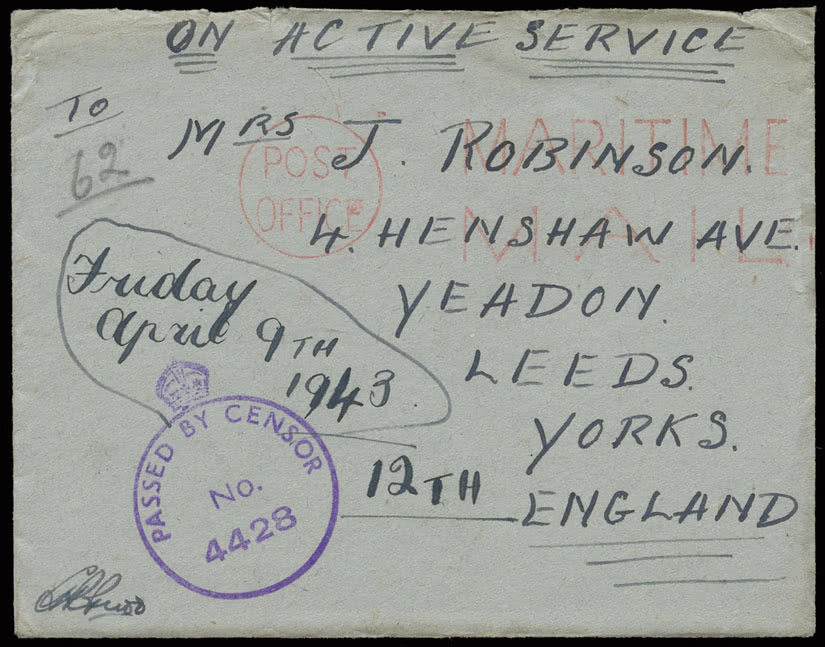 ON ACTIVE SERVICE
TO
MRS J. ROBINSON.
62
POST
OFFICE
MARITIME
MAIL
4. HENSHAW AVE.
YEADON.
LEEDS.
YORKS.
ENGLAND
Friday
April 9TH
1943
12TH
PASSED BY CENSOR
No.
4428